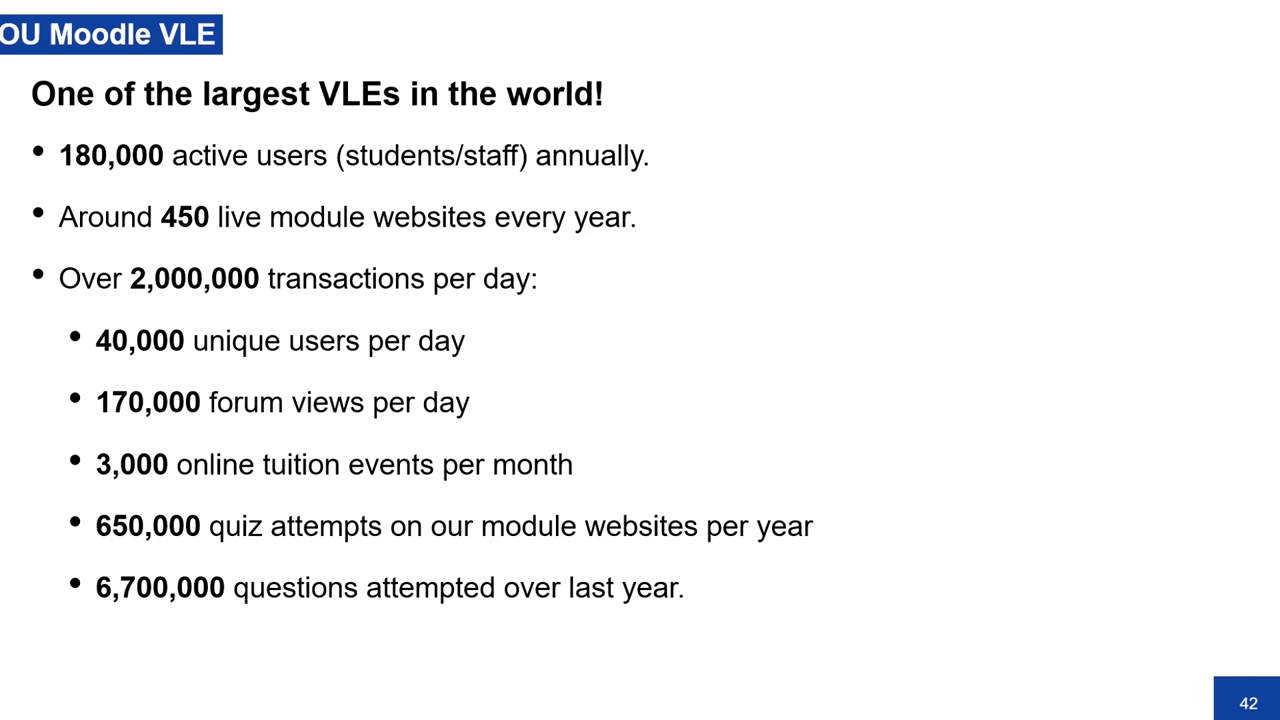 OU Moodle VLE
One of the largest VLEs in the world!
• 180,000 active users (students/staff) annually.
• Around 450 live module websites every year.
• Over 2,000,000 transactions per day:
• 40,000 unique users per day
• 170,000 forum views per day
• 3,000 online tuition events per month
• 650,000 quiz attempts on our module websites per year
• 6,700,000 questions attempted over last year.
42